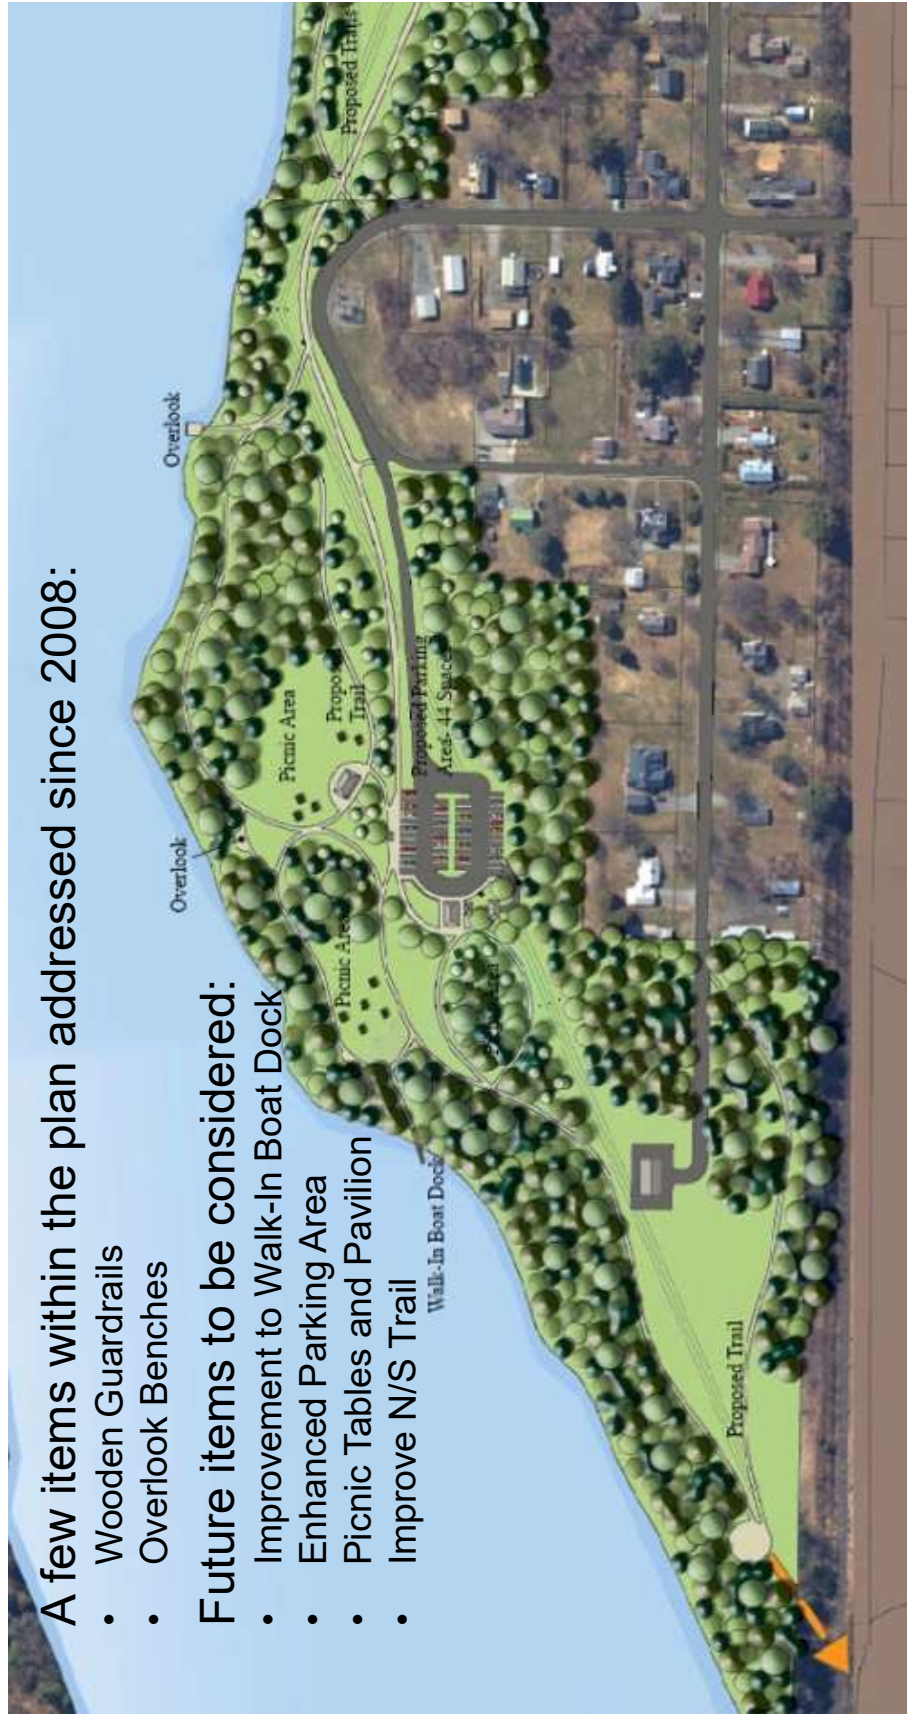 A few items within the plan addressed since 2008:
• Wooden Guardrails
• Overlook Benches
Future items to be considered:
• Improvement to Walk-In Boat Dock
• Enhanced Parking Area
• Picnic Tables and Pavilion
• Improve N/S Trail
Walk-In Boat Dock
Overlook
Overlook
Picnic Area
Picnic Area
Proposed Trail
Trail
Proposed Parking
Area- 44 Spaces
Proposed Trails